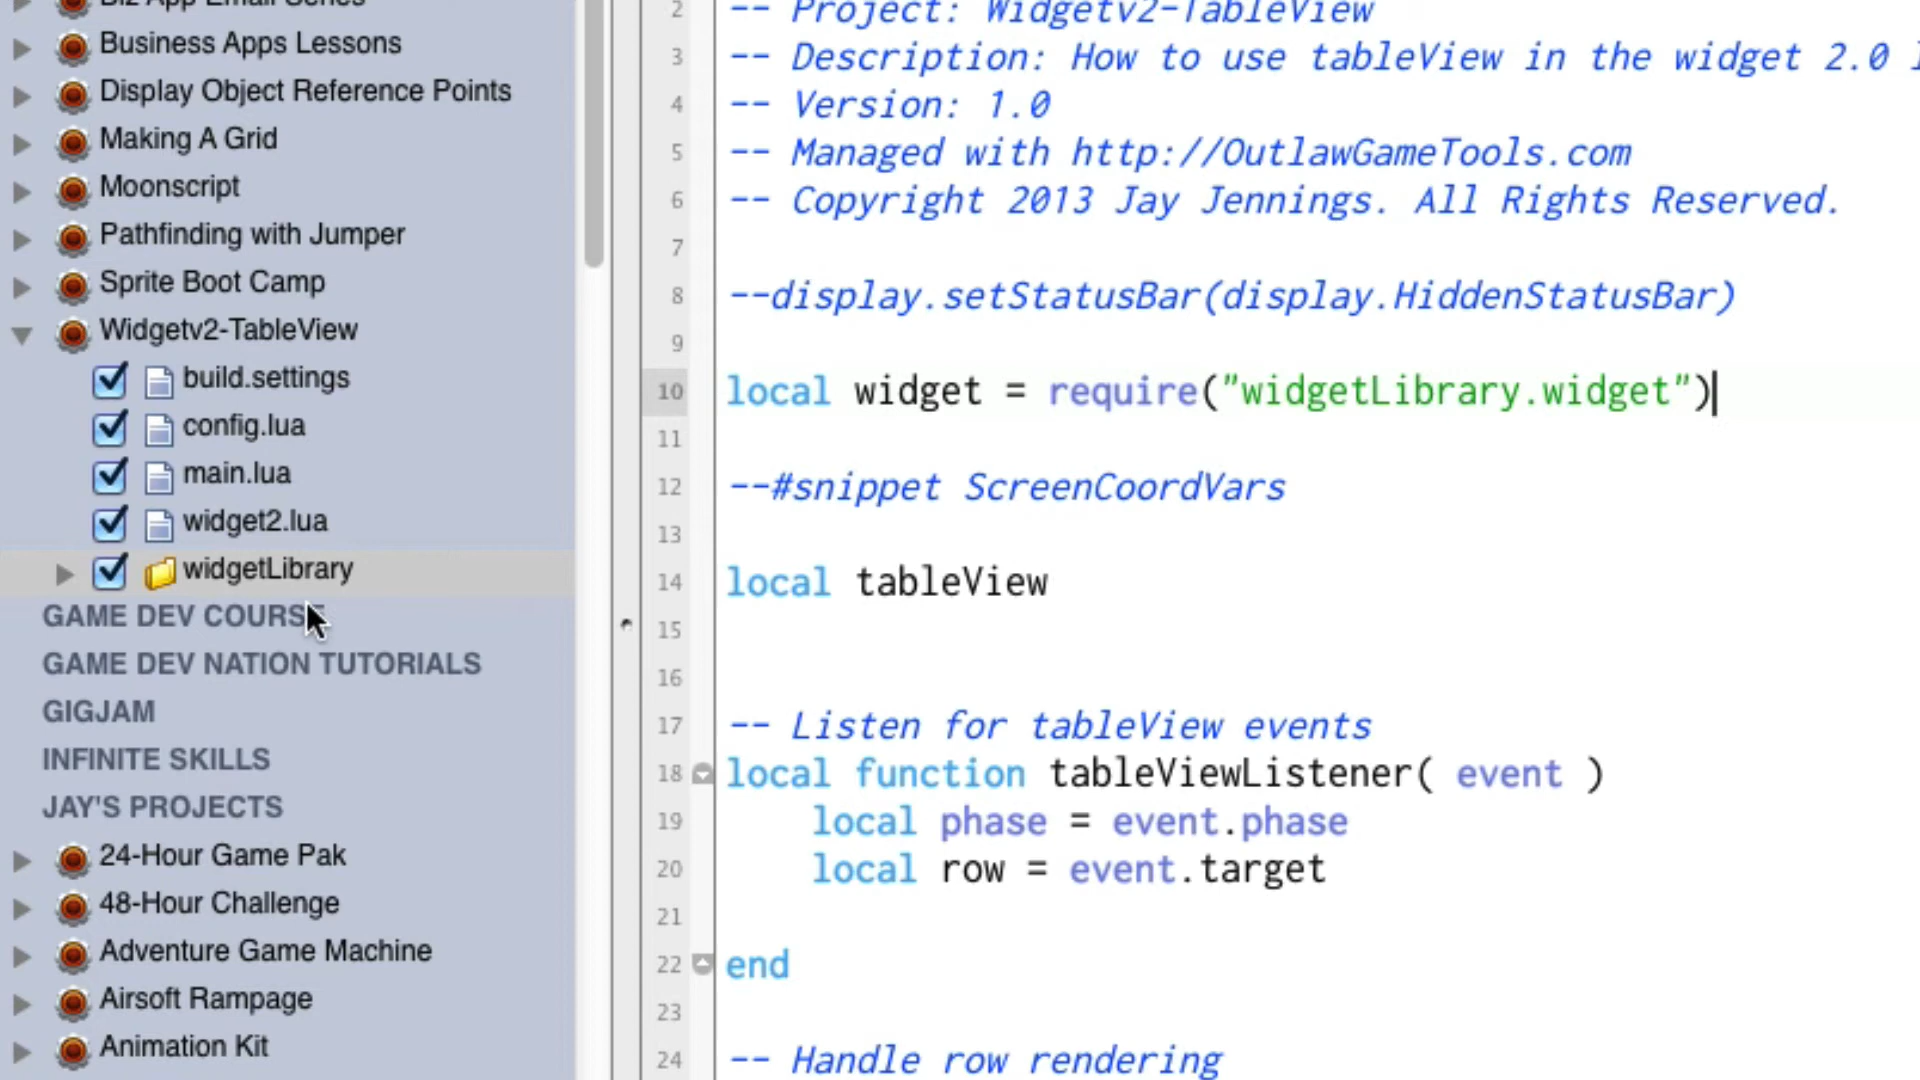 Biz App Email Series
Business Apps Lessons
Display Object Reference Points
Making A Grid
Moonscript
Pathfinding with Jumper
Sprite Boot Camp
Widgetv2-TableView
build.settings
config.lua
main.lua
widget2.lua
widgetLibrary
GAME DEV COURSE
GAME DEV NATION TUTORIALS
GIGJAM
INFINITE SKILLS
JAY'S PROJECTS
24-Hour Game Pak
48-Hour Challenge
Adventure Game Machine
Airsoft Rampage
Animation Kit
2 -- Project: Widgetv2-TableView
3 -- Description: How to use tableView in the widget 2.0
4 -- Version: 1.0
5 -- Managed with http://OutlawGameTools.com
6 -- Copyright 2013 Jay Jennings. All Rights Reserved.
7
8 --display.setStatusBar(display.HiddenStatusBar)
9
10 local widget = require("widgetLibrary.widget")
11
12 --#snippet ScreenCoordVars
13
14 local tableView
15
16
17 -- Listen for tableView events
18 local function tableViewListener( event )
19 local phase = event.phase
20 local row = event.target
21
22 end
23
24 -- Handle row rendering